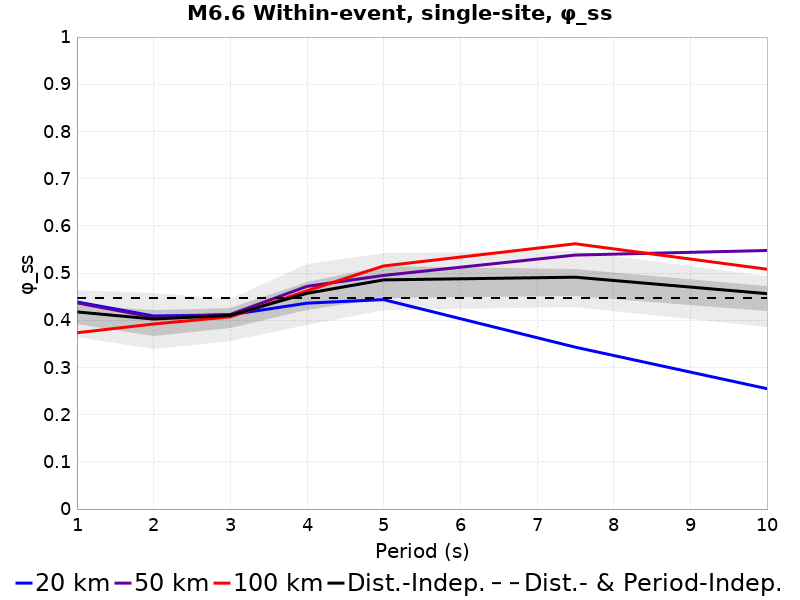 M6.6 Within-event, single-site, φ_ss
1
0.9
0.8
0.7
0.6
0.5
0.4
0.3
0.2
0.1
0
φ_ss
1 2 3 4 5 6 7 8 9 10
Period (s)
20 km 50 km 100 km Dist.-Indep. Dist.- & Period-Indep.